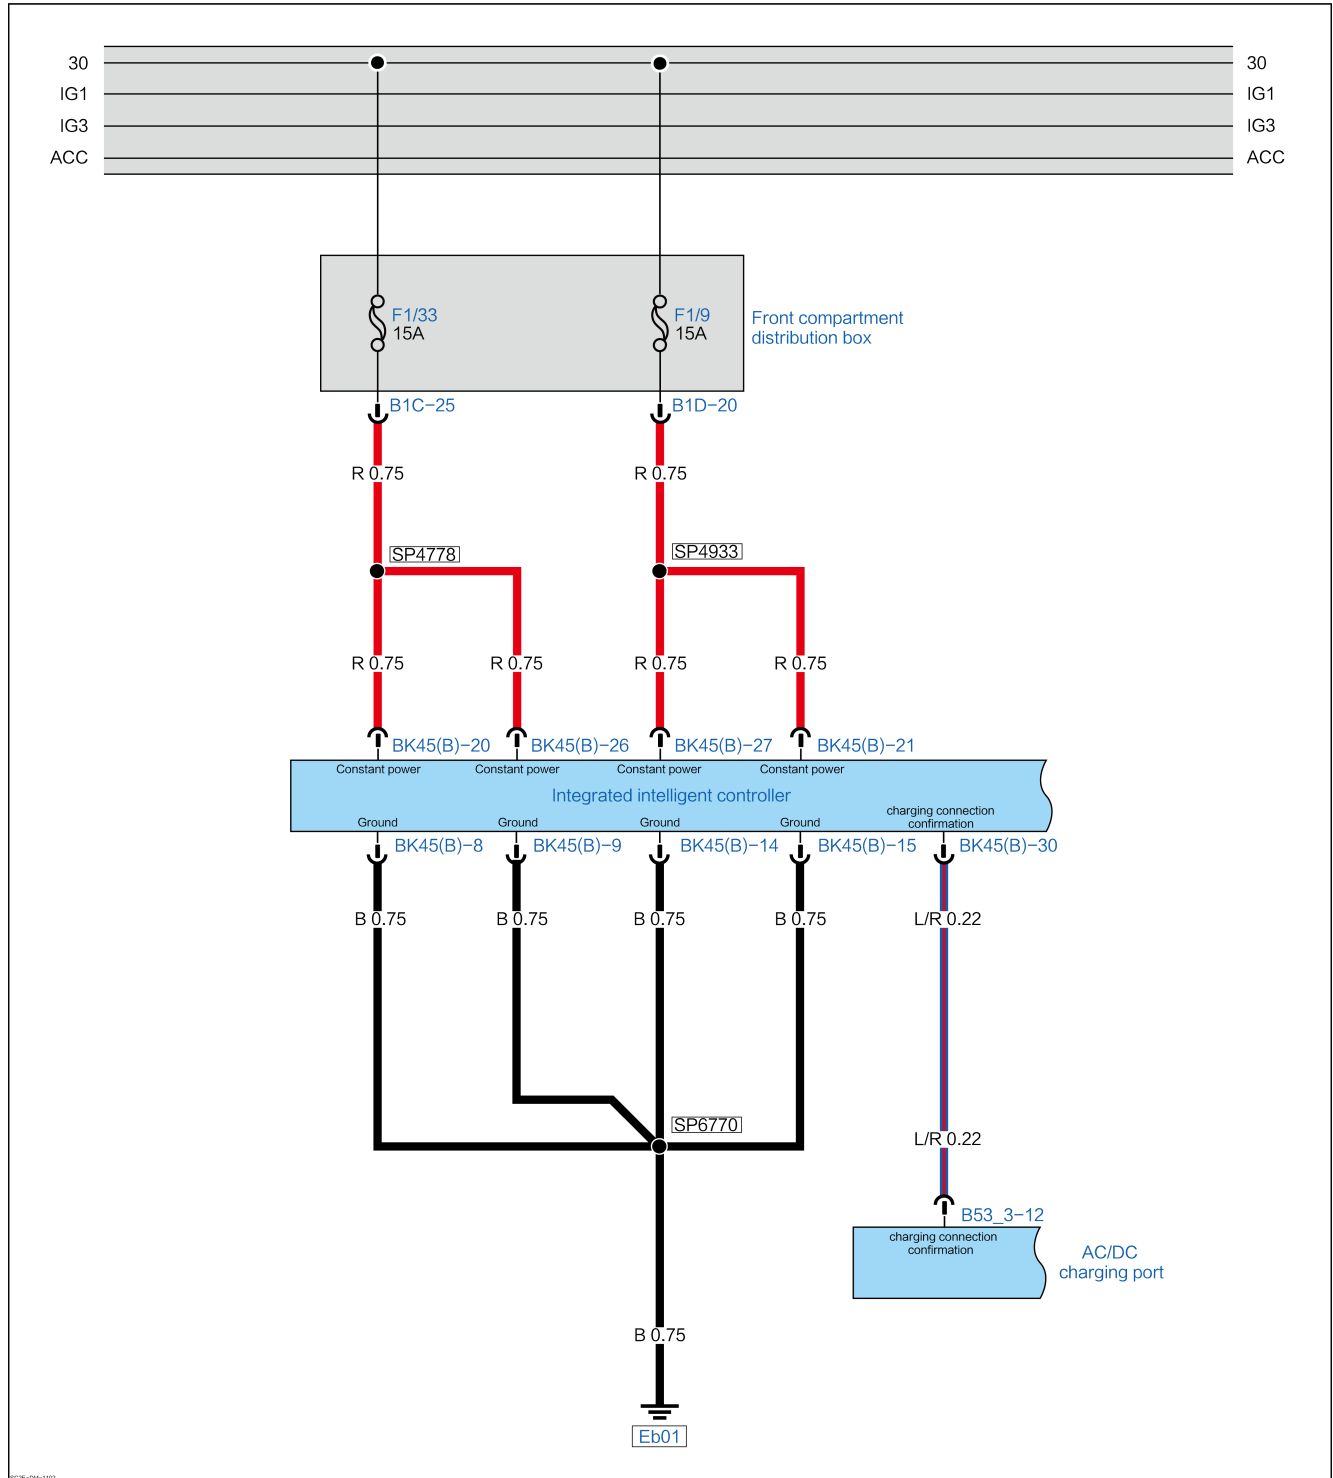 30 30
IG1 IG1
IG3 IG3
ACC ACC
F1/33 F1/9
15A 15A
Front compartment
distribution box
B1C-25 B1D-20
R 0.75 R 0.75
SP4778 SP4933
R 0.75 R 0.75 R 0.75 R 0.75
BK45(B)-20 BK45(B)-26 BK45(B)-27 BK45(B)-21
Constant power Constant power Constant power Constant power
Integrated intelligent controller
charging connection
confirmation
Ground Ground Ground Ground
BK45(B)-8 BK45(B)-9 BK45(B)-14 BK45(B)-15 BK45(B)-30
B 0.75 B 0.75 B 0.75 B 0.75 L/R 0.22
SP6770
L/R 0.22
B53_3-12
charging connection
confirmation
AC/DC
charging port
B 0.75
Eb01